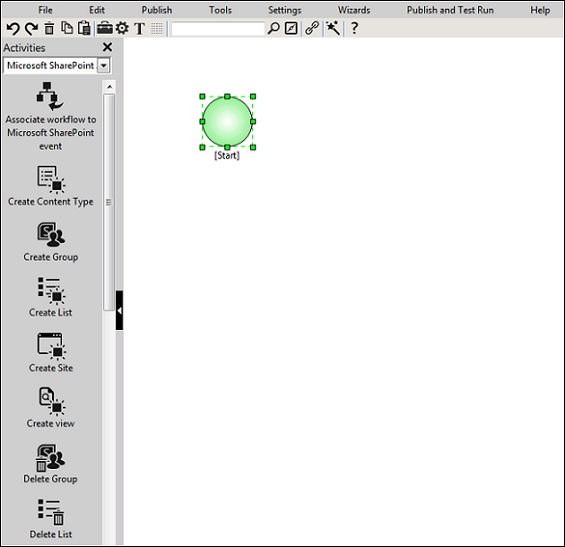 File Edit Publish Tools Settings Wizards Publish and Test Run Help
T ?
Activities
Microsoft SharePoint
Associate workflow to
Microsoft SharePoint
event
Create Content Type
Create Group
Create List
Create Site
Create view
Delete Group
Delete List
[Start]